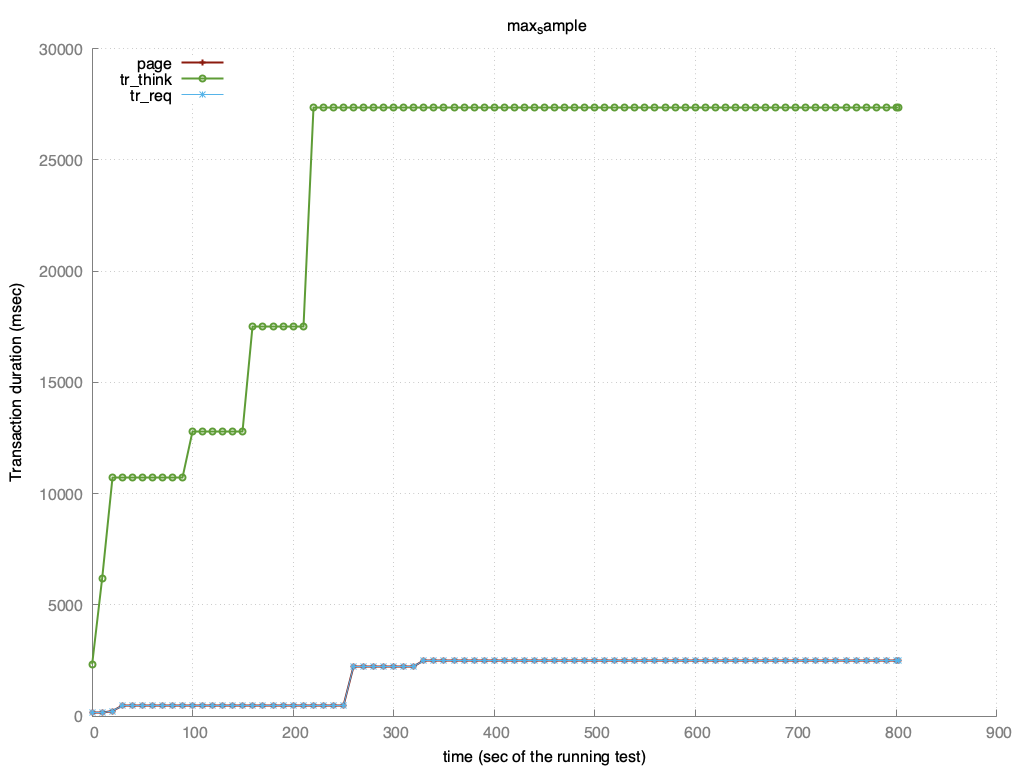 max_sample
30000
25000
20000
15000
10000
5000
0
page
tr_think
tr_req
Transaction duration (msec)
0 100 200 300 400 500 600 700 800 900
time (sec of the running test)